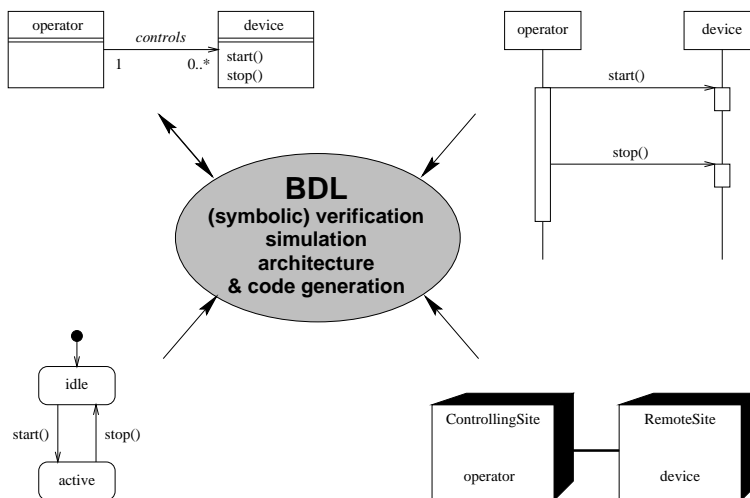 operator
device
controls
1
0..*
start()
stop()
operator
device
start()
stop()
BDL
(symbolic) verification
simulation
architecture
& code generation
idle
start()
stop()
active
ControllingSite
operator
RemoteSite
device